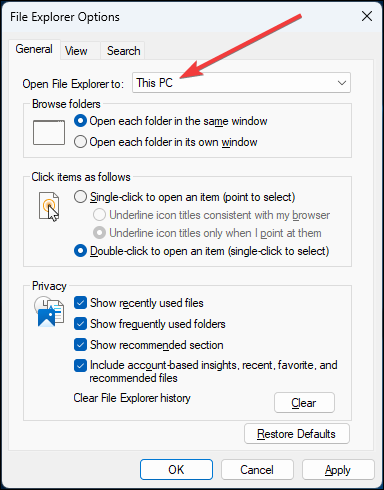 File Explorer Options
General View Search
Open File Explorer to: This PC
Browse folders
Open each folder in the same window
Open each folder in its own window
Click items as follows
Single-click to open an item (point to select)
Underline icon titles consistent with my browser
Underline icon titles only when I point at them
Double-click to open an item (single-click to select)
Privacy
Show recently used files
Show frequently used folders
Show recommended section
Include account-based insights, recent, favorite, and
recommended files
Clear File Explorer history Clear
Restore Defaults
OK Cancel Apply